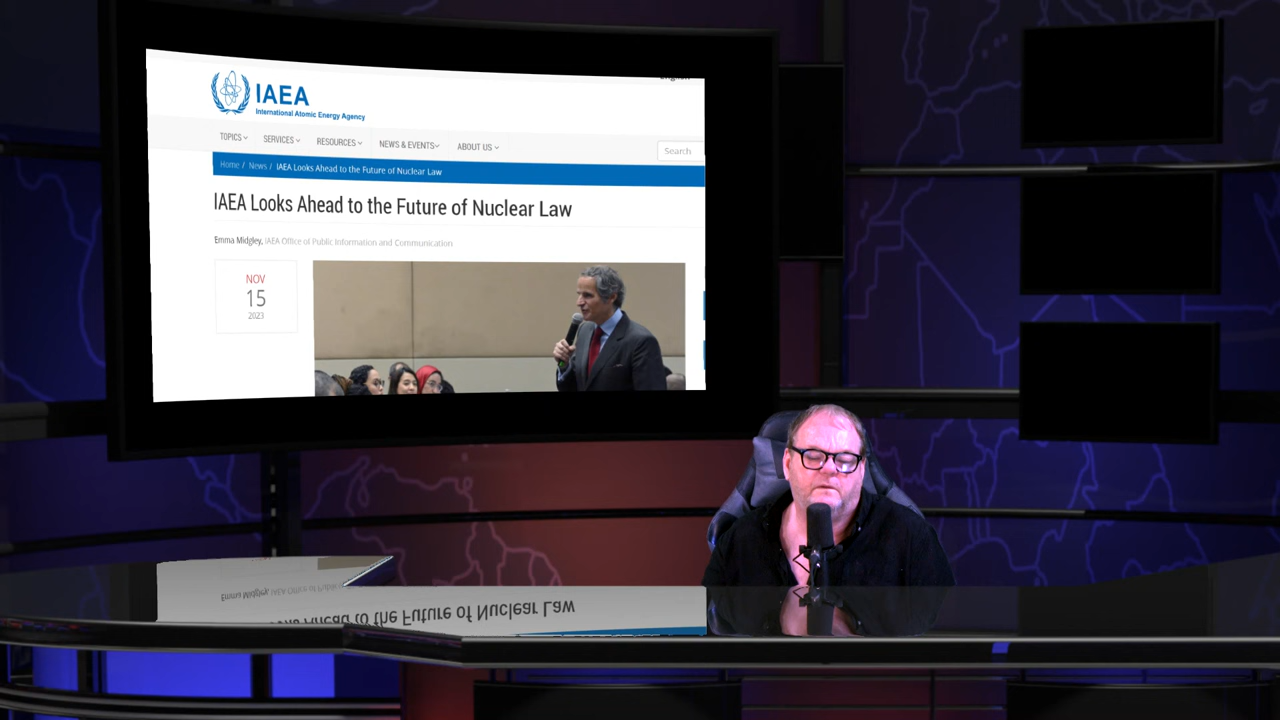 IAEA
International Atomic Energy Agency
TOPICS SERVICES RESOURCES NEWS & EVENTS ABOUT US
Search
Home / News / IAEA Looks Ahead to the Future of Nuclear Law
IAEA Looks Ahead to the Future of Nuclear Law
Emma Midgley, IAEA Office of Public Information and Communication
NOV
15
2023